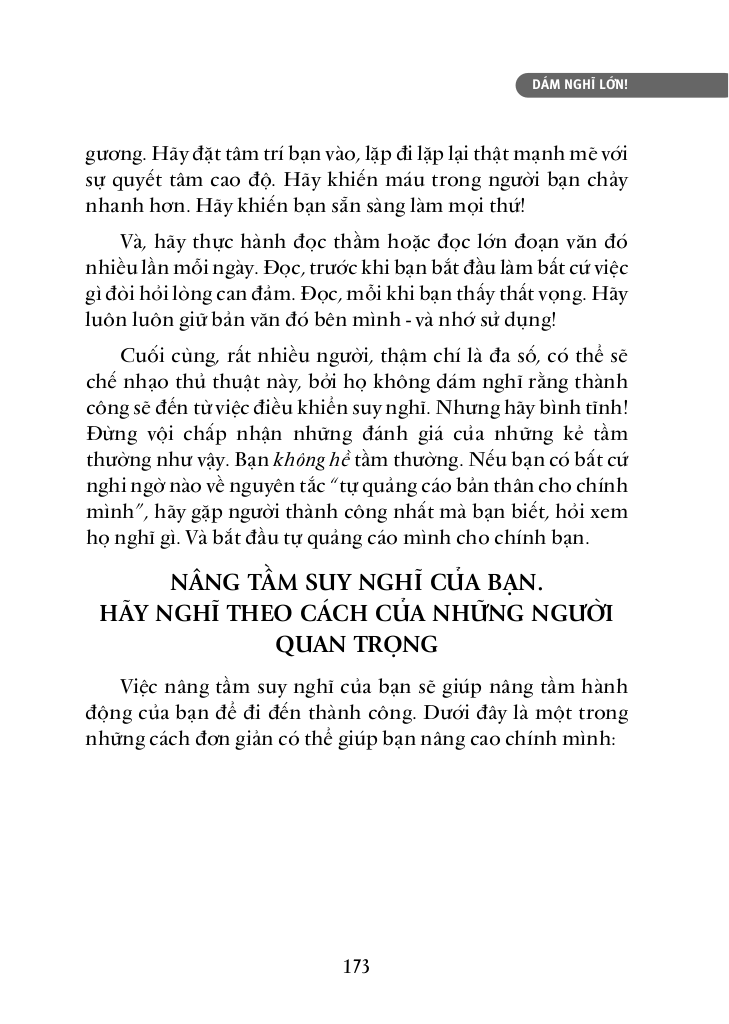 DÁM NGHĨ LỚN!
gương. Hãy đặt tâm trí bạn vào, lặp đi lặp lại thật mạnh mẽ với
sự quyết tâm cao độ. Hãy khiến máu trong người bạn chảy
nhanh hơn. Hãy khiến bạn sẵn sàng làm mọi thứ!
Và, hãy thực hành đọc thầm hoặc đọc lớn đoạn văn đó
nhiều lần mỗi ngày. Đọc, trước khi bạn bắt đầu làm bất cứ việc
gì đòi hỏi lòng can đảm. Đọc, mỗi khi bạn thấy thất vọng. Hãy
luôn luôn giữ bản văn đó bên mình - và nhớ sử dụng!
Cuối cùng, rất nhiều người, thậm chí là đa số, có thể sẽ
chế nhạo thủ thuật này, bởi họ không dám nghĩ rằng thành
công sẽ đến từ việc điều khiển suy nghĩ. Nhưng hãy bình tĩnh!
Đừng vội chấp nhận những đánh giá của những kẻ tầm
thường như vậy. Bạn không hề tầm thường. Nếu bạn có bất cứ
nghi ngờ nào về nguyên tắc “tự quảng cáo bản thân cho chính
mình”, hãy gặp người thành công nhất mà bạn biết, hỏi xem
họ nghĩ gì. Và bắt đầu tự quảng cáo mình cho chính bạn.
NÂNG TẦM SUY NGHĨ CỦA BẠN.
HÃY NGHĨ THEO CÁCH CỦA NHỮNG NGƯỜI
QUAN TRỌNG
Việc nâng tầm suy nghĩ của bạn sẽ giúp nâng tầm hành
động của bạn để đi đến thành công. Dưới đây là một trong
những cách đơn giản có thể giúp bạn nâng cao chính mình:
173